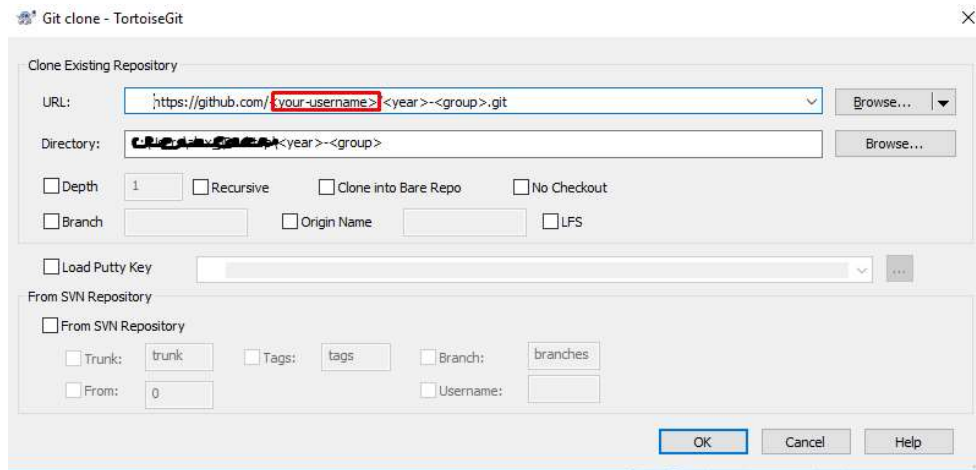 Git clone - TortoiseGit
Clone Existing Repository
URL: https://github.com/<your-username>/<year>-<group>.git Browse...
Directory: <year>-<group> Browse...
Depth 1 Recursive Clone into Bare Repo No Checkout
Branch Origin Name LFS
Load Putty Key ...
From SVN Repository
From SVN Repository
Trunk: trunk Tags: tags Branch: branches
From: 0 Username:
OK Cancel Help